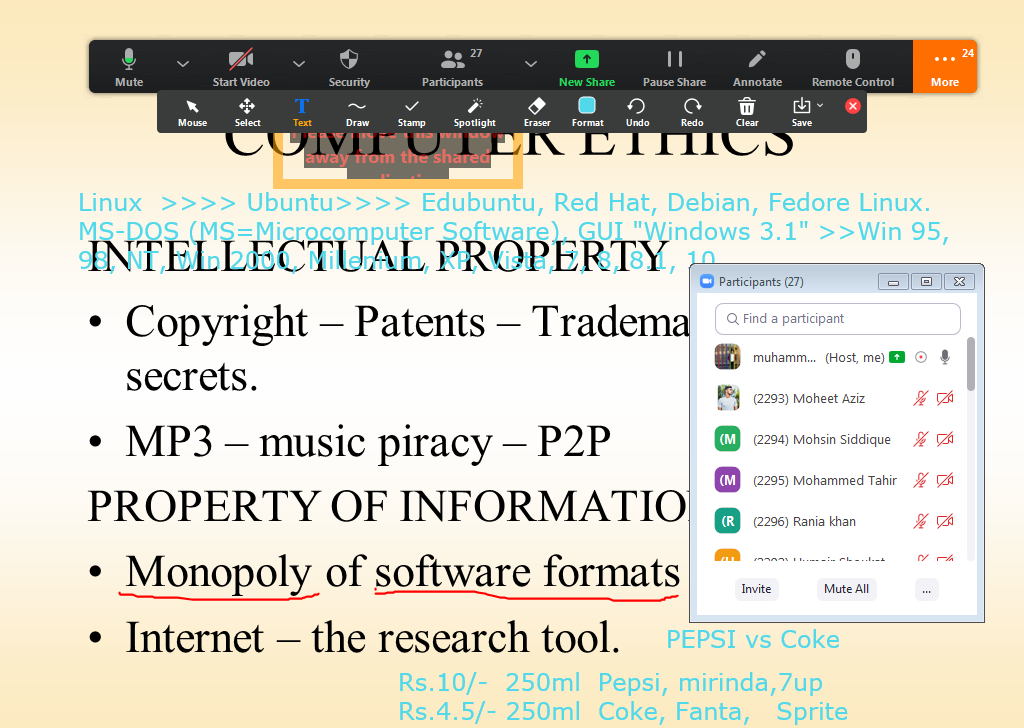 27
24
Mute
Start Video
Security
Participants
New Share
Pause Share
Annotate
Remote Control
More
Mouse
Select
T
Text
Draw
Stamp
Spotlight
Eraser
Format
Undo
Redo
Clear
Save
COMPUTER ETHICS
this window
away from the shared
Linux >>>> Ubuntu>>>> Edubuntu, Red Hat, Debian, Fedore Linux.
MS-DOS (MS=Microcomputer Software), GUI "Windows 3.1" >>Win 95,
98, NT, Win 2000, Millenium, XP, Vista, 7, 8, 8.1, 10
INTELLECTUAL PROPERTY
• Copyright – Patents – Tradema
secrets.
• MP3 – music piracy – P2P
PROPERTY OF INFORMATIO
• Monopoly of software formats
• Internet – the research tool.
Participants (27)
Find a participant
muhamm... (Host, me)
(2293) Moheet Aziz
(M (2294) Mohsin Siddique
(M (2295) Mohammed Tahir
(R (2296) Rania khan
Invite
Mute All
...
PEPSI vs Coke
Rs.10/- 250ml Pepsi, mirinda,7up
Rs.4.5/- 250ml Coke, Fanta, Sprite